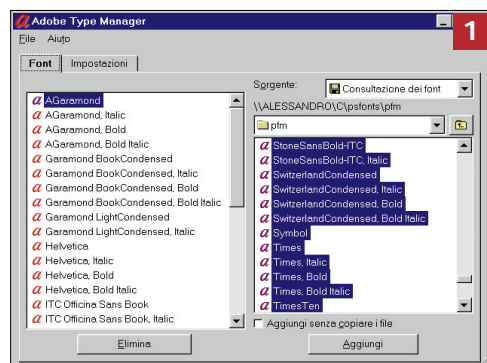 Adobe Type Manager
1
File Aiuto
Font Impostazioni
AGaramond
AGaramond, Italic
AGaramond, Bold
AGaramond, Bold Italic
Garamond BookCondensed
Garamond BookCondensed, Italic
Garamond BookCondensed, Bold
Garamond BookCondensed, Bold Italic
Garamond LightCondensed
Garamond LightCondensed, Italic
Helvetica
Helvetica, Italic
Helvetica, Bold
Helvetica, Bold Italic
ITC Officina Sans Book
ITC Officina Sans Book, Italic
Elimina
Sorgente: Consultazione dei font
\\ALESSANDRO\C\psfonts\pfm
pfm
StoneSansBold-ITC
StoneSansBold-ITC, Italic
SwitzerlandCondensed
SwitzerlandCondensed, Italic
SwitzerlandCondensed, Bold
SwitzerlandCondensed, Bold Italic
Symbol
Times
Times, Italic
Times, Bold
Times, Bold Italic
TimesTen
Aggiungi senza copiare i file
Aggiungi